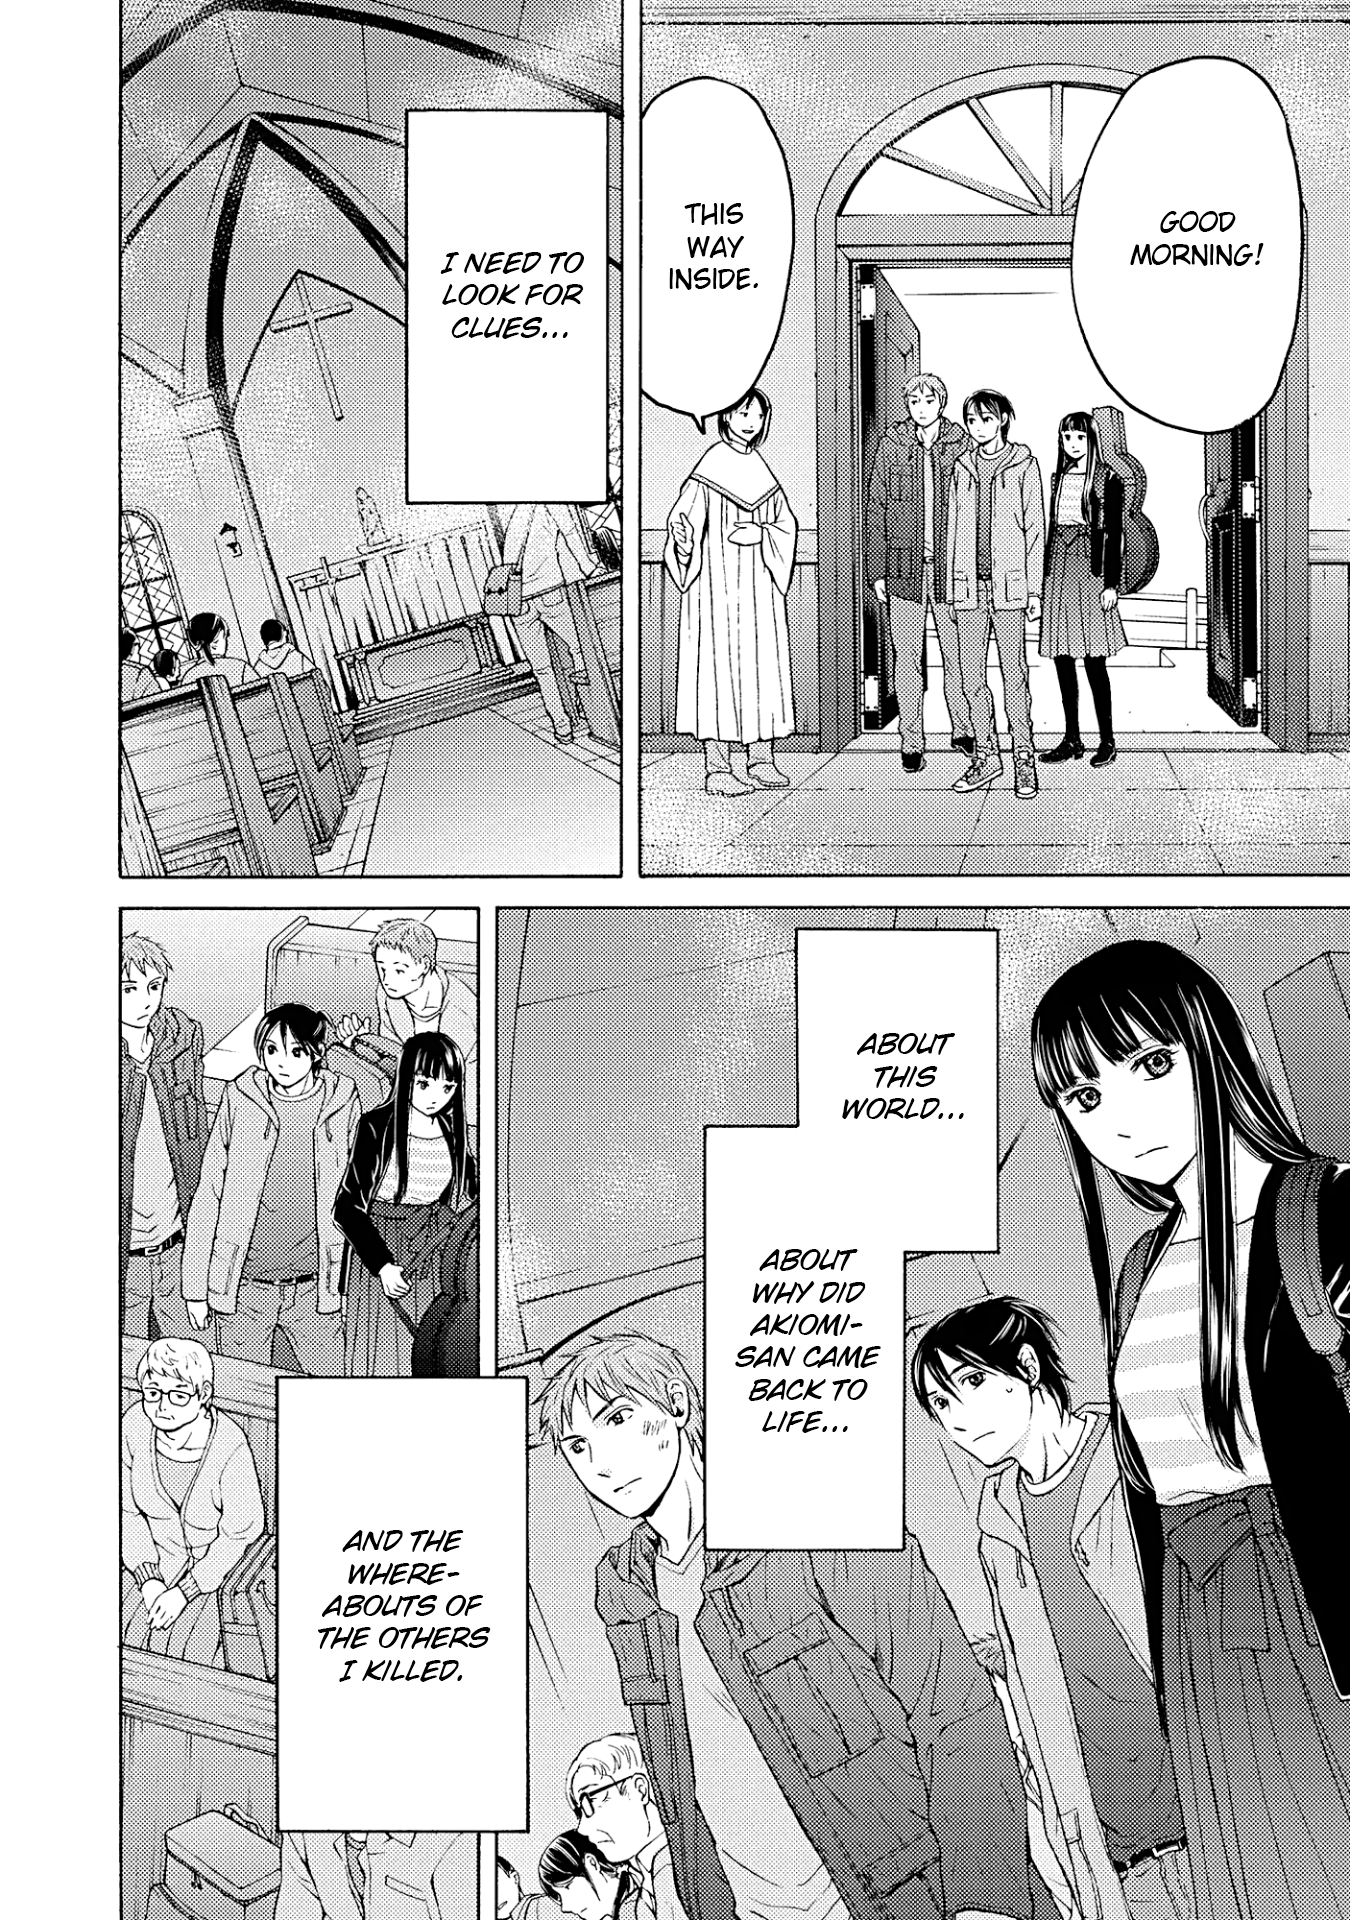 GOOD
MORNING!
THIS
WAY
INSIDE.
I NEED TO
LOOK FOR
CLUES...
ABOUT
THIS
WORLD...
ABOUT
WHY DID
AKIOMI-
SAN CAME
BACK TO
LIFE...
AND THE
WHERE-
ABOUTS OF
THE OTHERS
I KILLED.